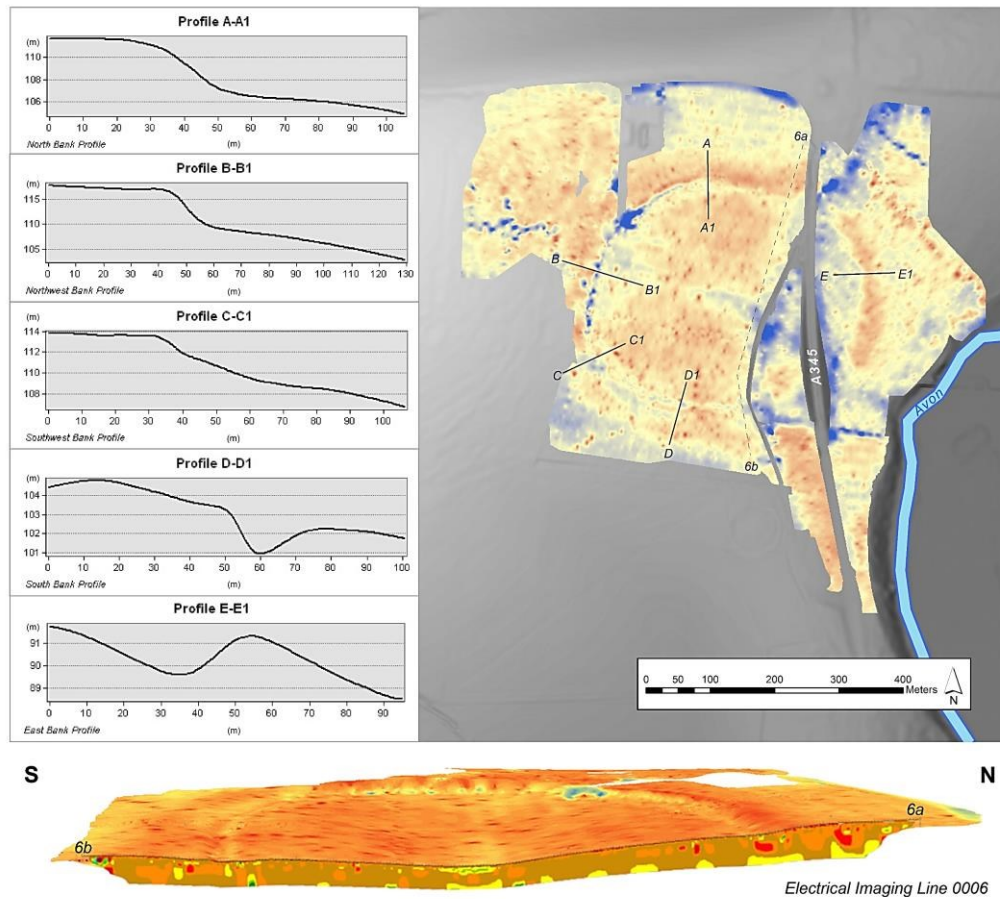 Profile A-A1
(m)
110
108
106
0 10 20 30 40 50 60 70 80 90 100
North Bank Profile (m)
Profile B-B1
(m)
115
110
105
0 10 20 30 40 50 60 70 80 90 100 110 120 130
Northwest Bank Profile (m)
Profile C-C1
(m)
114
112
110
108
0 10 20 30 40 50 60 70 80 90 100
Southwest Bank Profile (m)
Profile D-D1
(m)
104
103
102
101
0 10 20 30 40 50 60 70 80 90 100
South Bank Profile (m)
Profile E-E1
(m)
91
90
89
0 10 20 30 40 50 60 70 80 90
East Bank Profile (m)
6a
A
A1
B
B1
E E1
C1
C
D1
D
6b
A345
Avon
0 50 100 200 300 400
Meters
N
S N
6b
6a
Electrical Imaging Line 0006